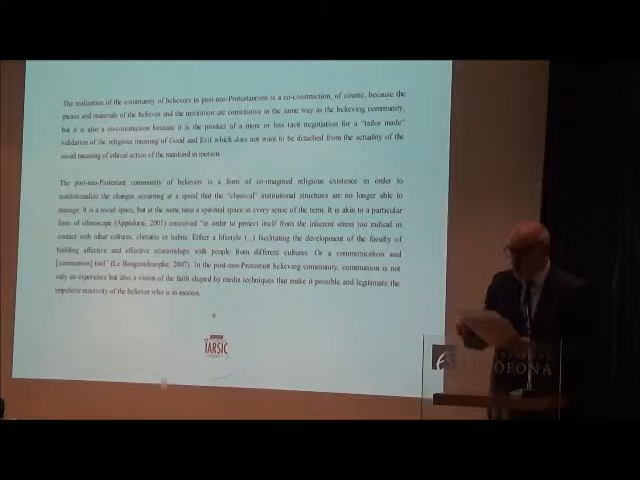 The realization of the community of believers in post-neo-Protestantism is a co-construction, of course, because the
means and materials of the believer and the institution are constitutive in the same way as the believing community,
but it is also a co-construction because it is the product of a more or less tacit negotiation for a "tailor made"
validation of the religious meaning of Good and Evil which does not want to be detached from the actuality of the
social meaning of ethical action of the mankind in motion.
The post-neo-Protestant community of believers is a form of co-imagined religious existence in order to
institutionalize the changes occurring at a speed that the "classical" institutional structures are no longer able to
manage. It is a social space, but at the same time a spiritual space in every sense of the term. It is akin to a particular
form of ethnoscape (Appadurai, 2001) conceived "in order to protect itself from the inherent stress too radical in
contact with other cultures, climates or habits. Either a lifestyle (...) facilitating the development of the faculty of
building affective and effective relationships with people from different cultures. Or a communication and
[communion] tool" (Le Bougoudouphe, 2007). In the post-neo-Protestant believing community, communion is not
only an experience but also a vision of the faith shaped by media techniques that make it possible and legitimate the
impulsive reactivity of the believer who is in motion.
9
TARSIC
OFONA